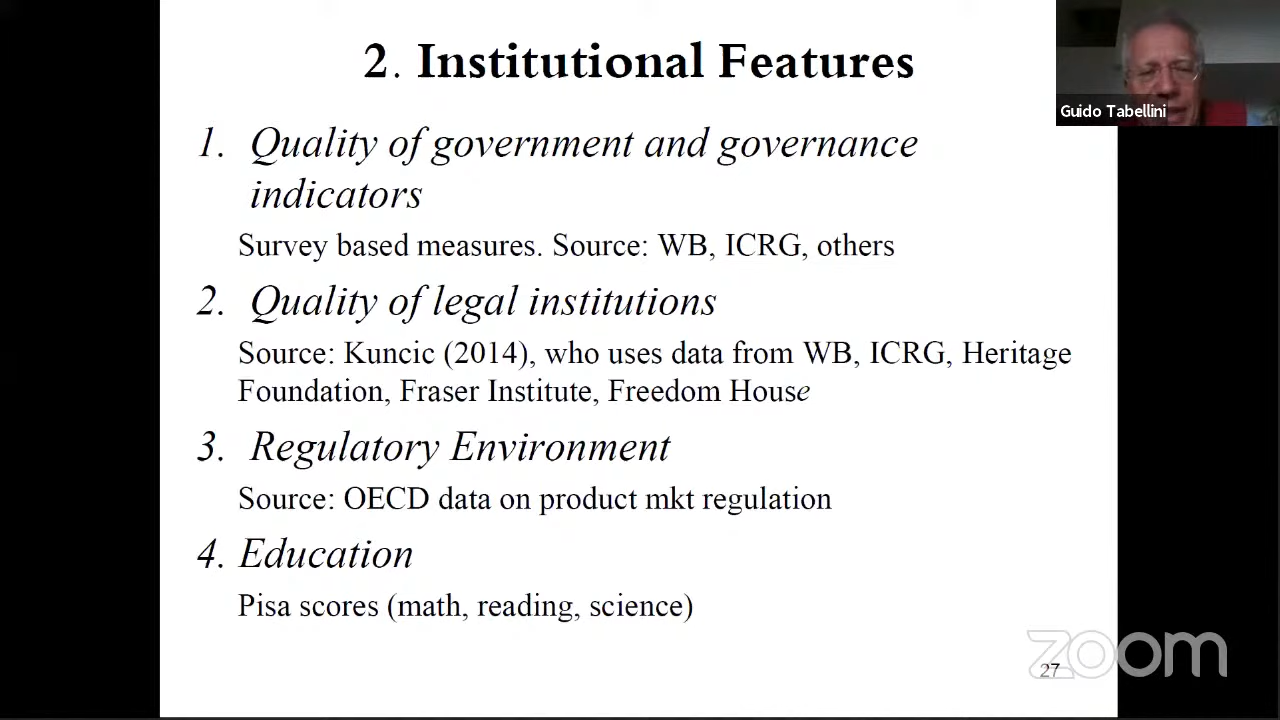 2. Institutional Features
Guido Tabellini
1. Quality of government and governance
indicators
Survey based measures. Source: WB, ICRG, others
2. Quality of legal institutions
Source: Kuncic (2014), who uses data from WB, ICRG, Heritage
Foundation, Fraser Institute, Freedom House
3. Regulatory Environment
Source: OECD data on product mkt regulation
4. Education
Pisa scores (math, reading, science)
zoom
27